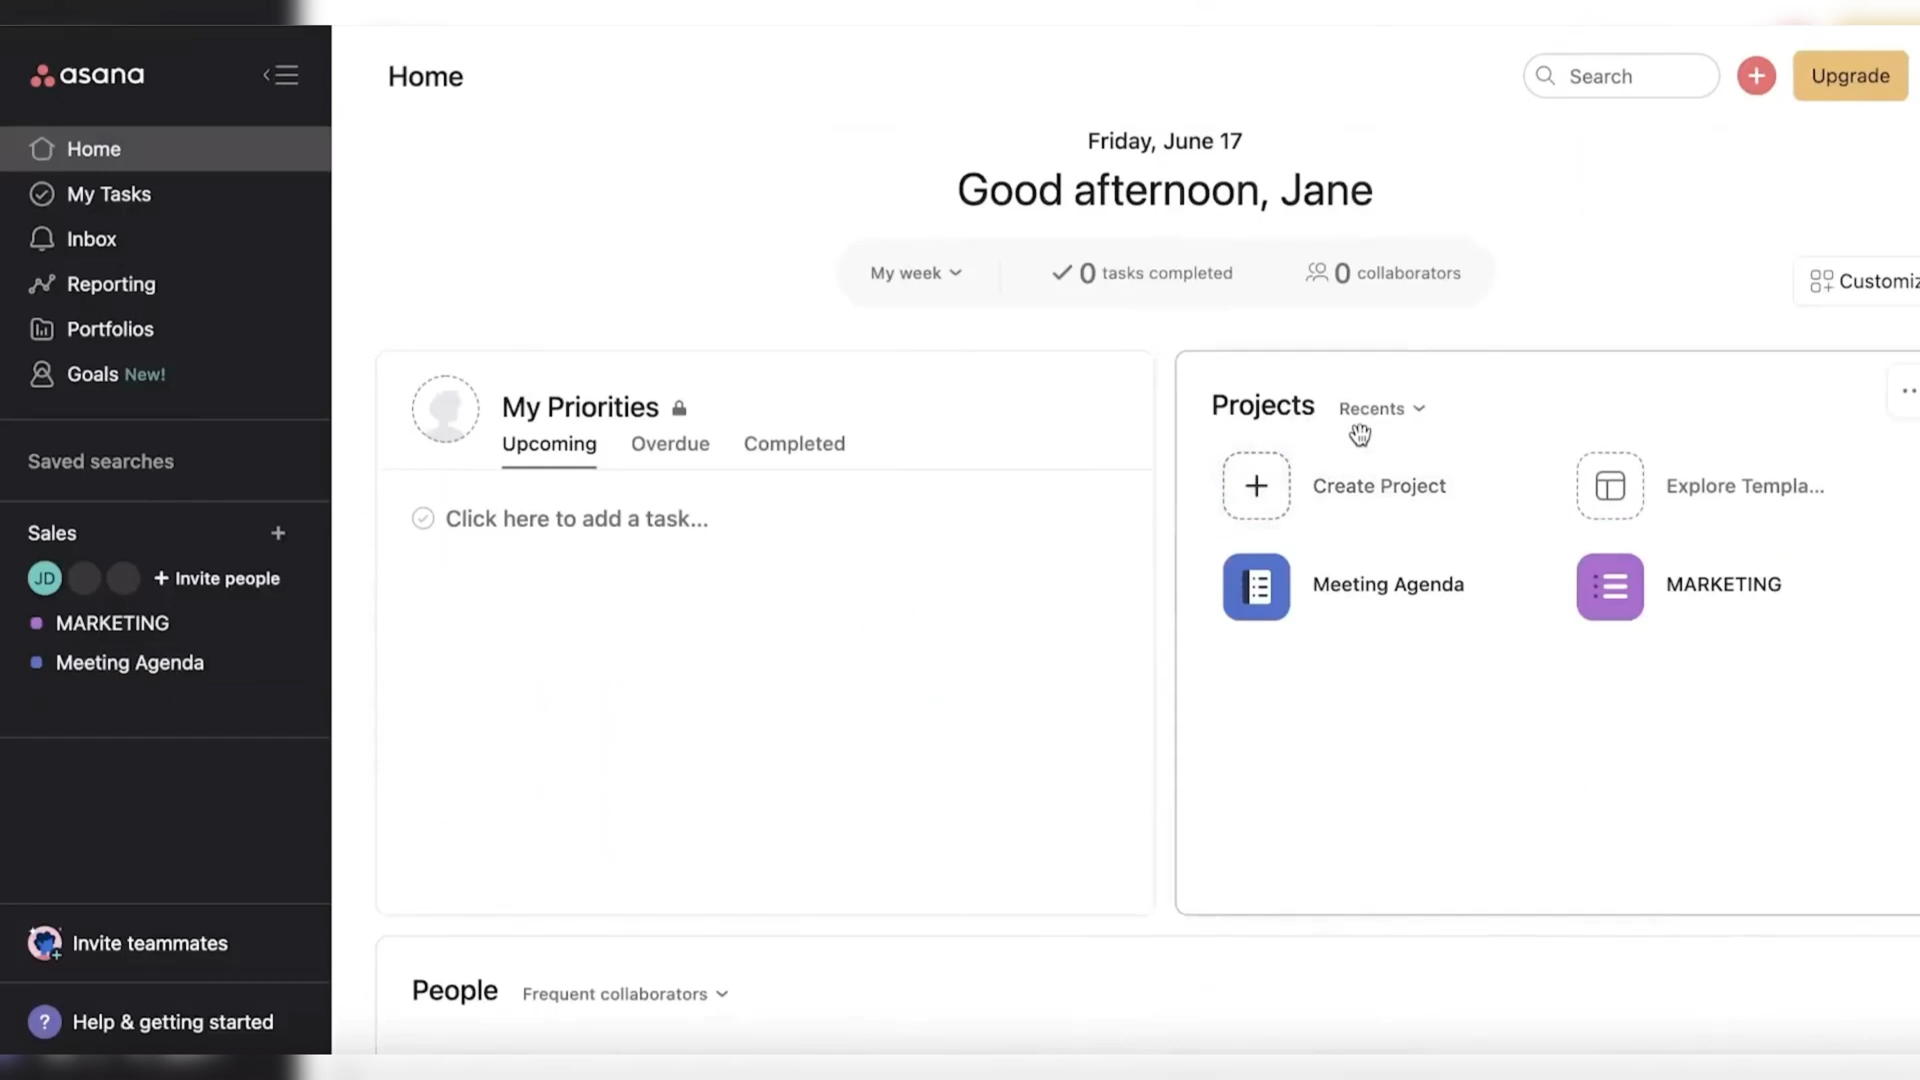 asana
Home
My Tasks
Inbox
Reporting
Portfolios
Goals New!
Saved searches
Sales +
JD + Invite people
MARKETING
Meeting Agenda
Invite teammates
? Help & getting started
Home
Search
+
Upgrade
Friday, June 17
Good afternoon, Jane
My week
0 tasks completed
0 collaborators
Customiz
My Priorities
Upcoming Overdue Completed
Click here to add a task...
Projects Recents
+ Create Project
Explore Templa...
Meeting Agenda
MARKETING
People Frequent collaborators